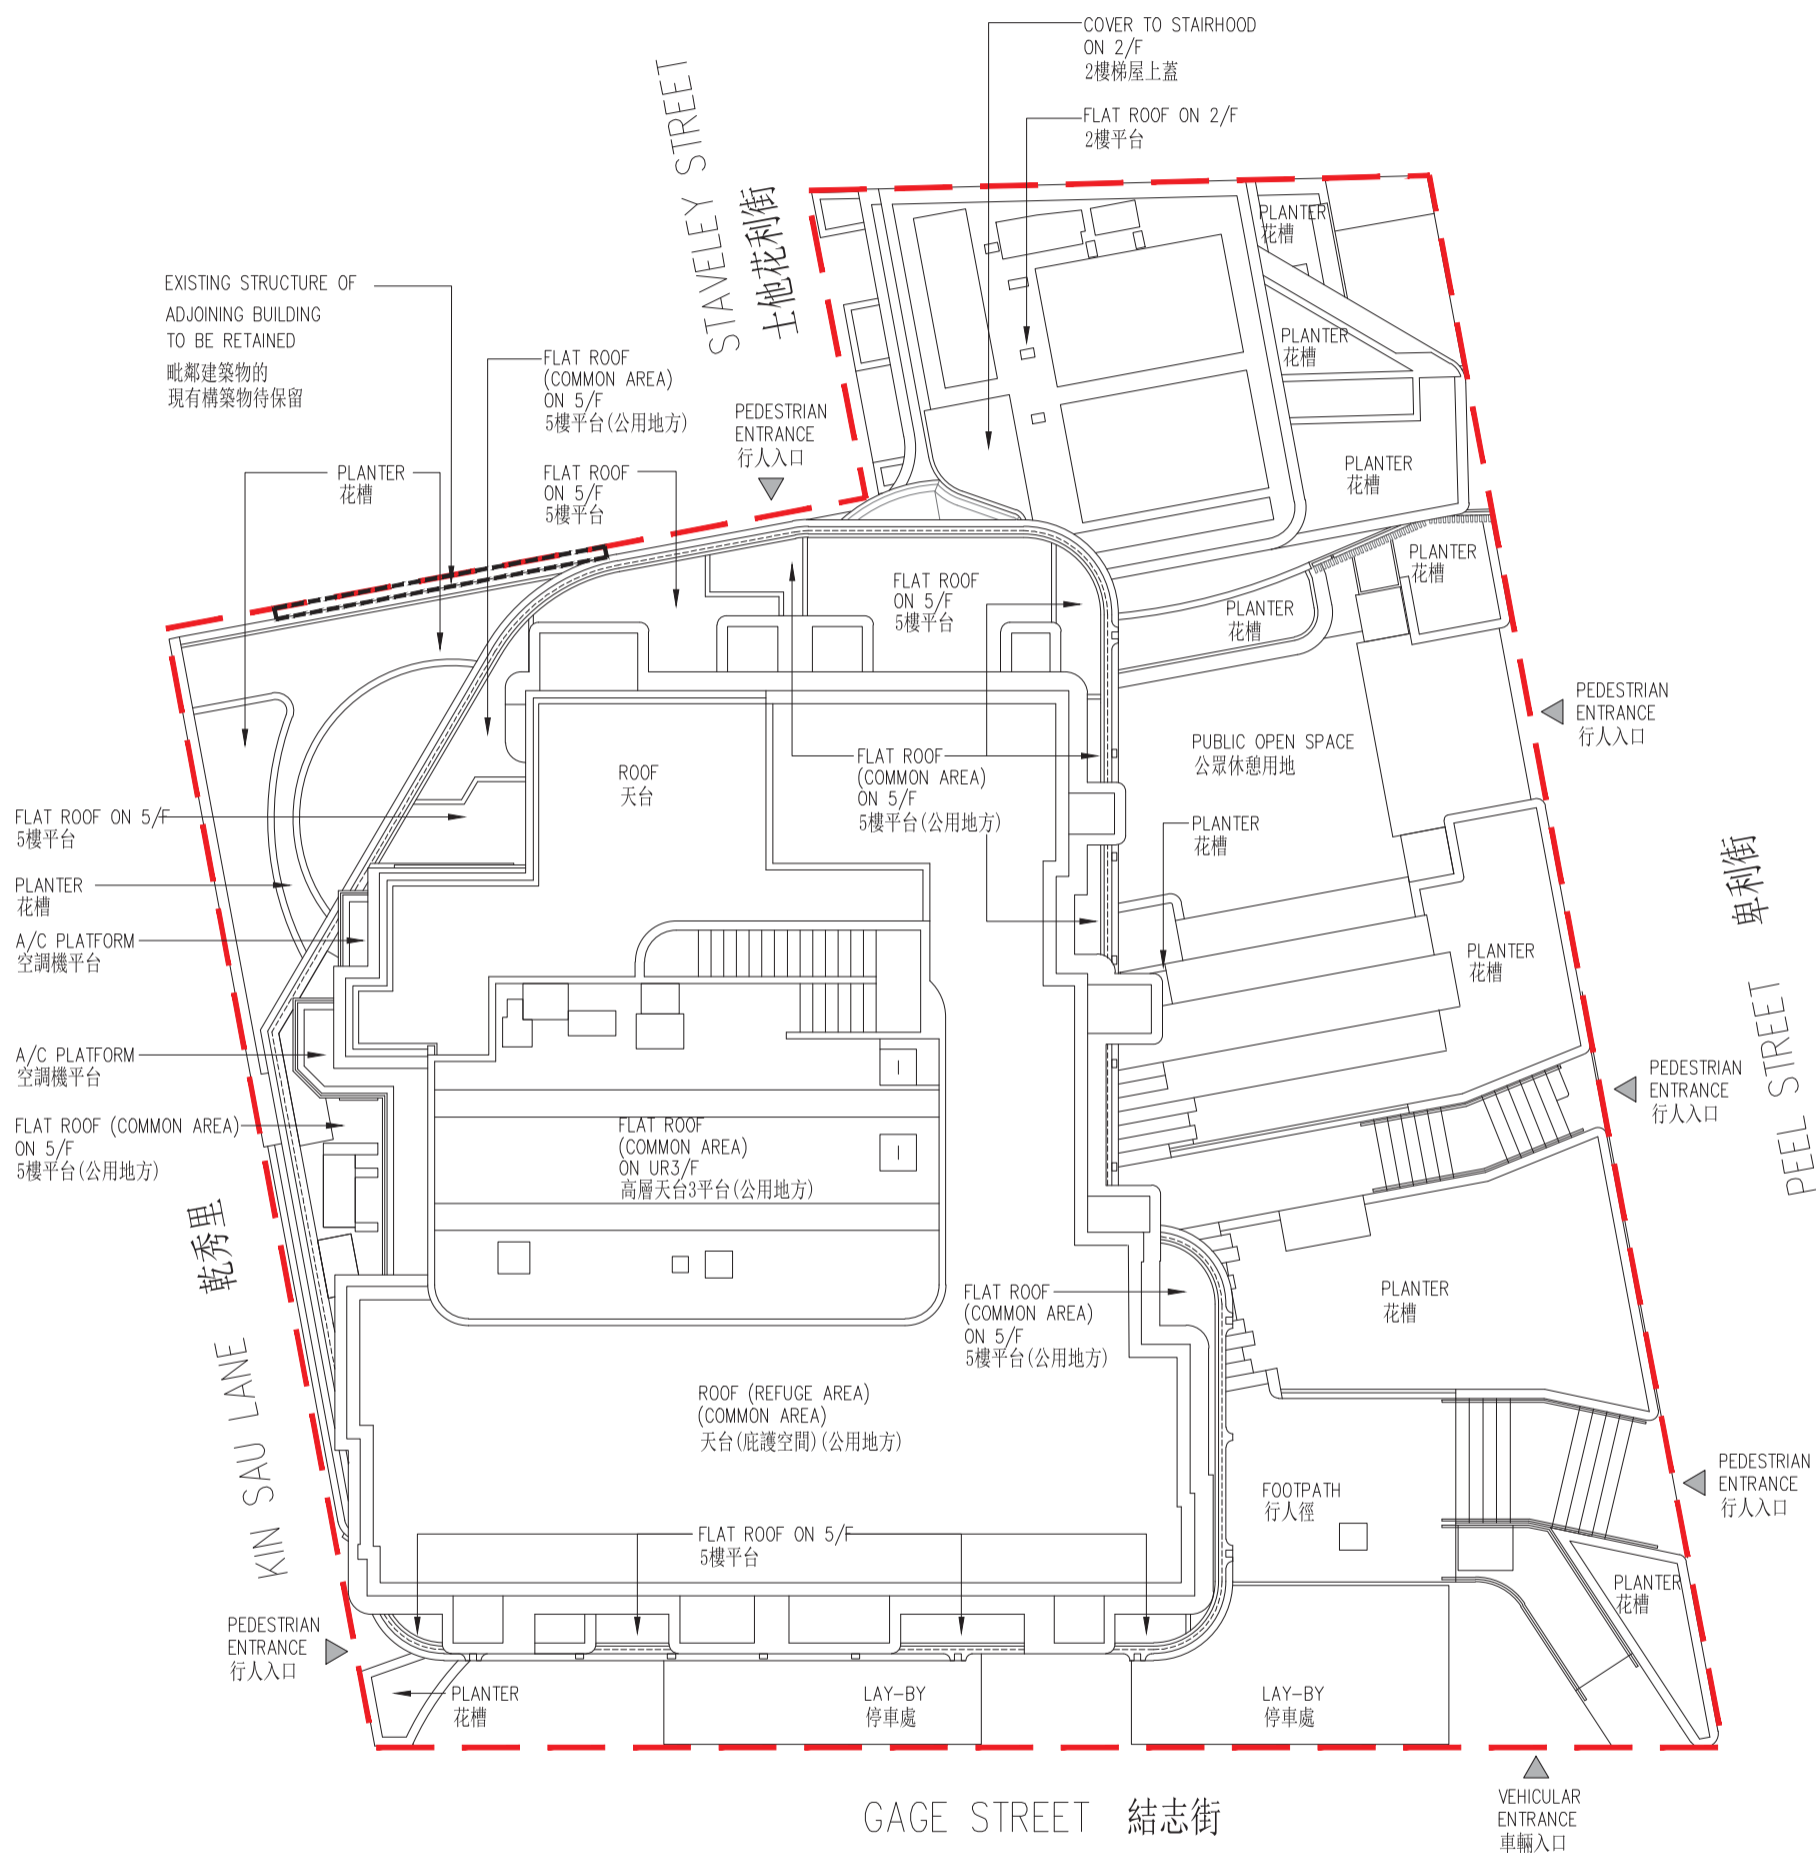 COVER TO STAIRHOOD
ON 2/F
2樓梯屋上蓋
FLAT ROOF ON 2/F
2樓平台
STAVELEY STREET
士他花利街
PLANTER
花槽
EXISTING STRUCTURE OF
ADJOINING BUILDING
TO BE RETAINED
毗鄰建築物的
現有構築物待保留
FLAT ROOF
(COMMON AREA)
ON 5/F
5樓平台(公用地方)
PLANTER
花槽
PEDESTRIAN
ENTRANCE
行人入口
PLANTER
花槽
FLAT ROOF
ON 5/F
5樓平台
PLANTER
花槽
PLANTER
花槽
FLAT ROOF
ON 5/F
5樓平台
PLANTER
花槽
PEDESTRIAN
ENTRANCE
行人入口
PUBLIC OPEN SPACE
公眾休憩用地
ROOF
天台
FLAT ROOF
(COMMON AREA)
ON 5/F
5樓平台(公用地方)
FLAT ROOF ON 5/F
5樓平台
PLANTER
花槽
PLANTER
花槽
A/C PLATFORM
空調機平台
PLANTER
花槽
卑利街
PEEL STREET
A/C PLATFORM
空調機平台
PEDESTRIAN
ENTRANCE
行人入口
FLAT ROOF (COMMON AREA)
ON 5/F
5樓平台(公用地方)
FLAT ROOF
(COMMON AREA)
ON UR3/F
高層天台3平台(公用地方)
乾秀里
KIN SAU LANE
FLAT ROOF
(COMMON AREA)
ON 5/F
5樓平台(公用地方)
PLANTER
花槽
ROOF (REFUGE AREA)
(COMMON AREA)
天台(庇護空間)(公用地方)
FOOTPATH
行人徑
PEDESTRIAN
ENTRANCE
行人入口
FLAT ROOF ON 5/F
5樓平台
PLANTER
花槽
PEDESTRIAN
ENTRANCE
行人入口
PLANTER
花槽
LAY-BY
停車處
LAY-BY
停車處
GAGE STREET 結志街
VEHICULAR
ENTRANCE
車輛入口